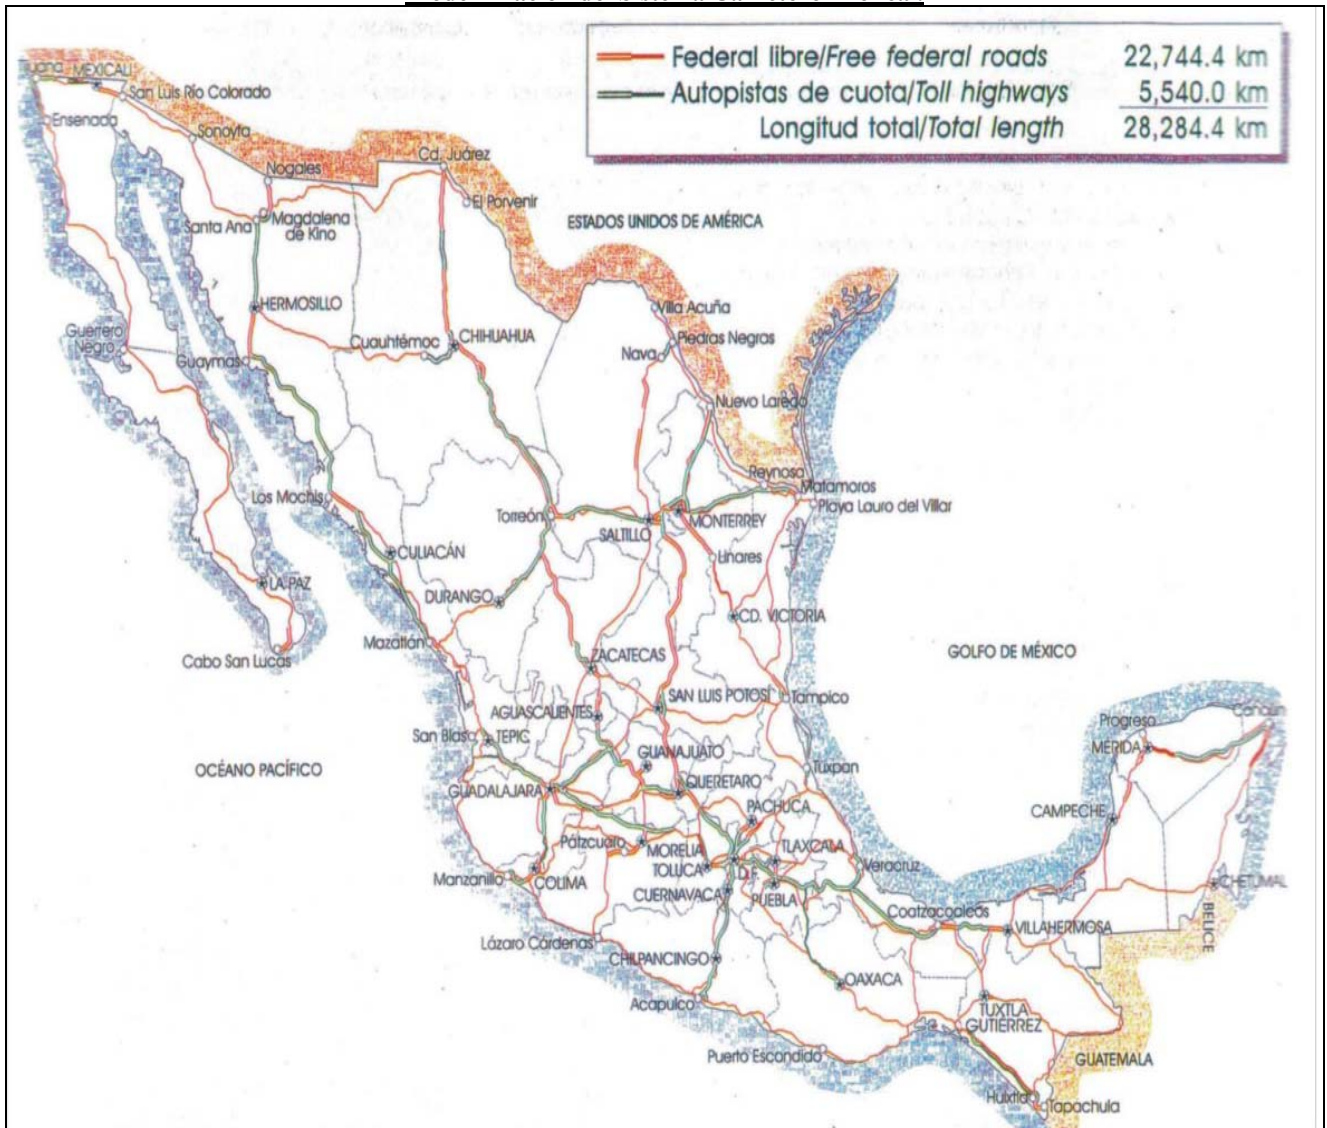 Federal libre/Free federal roads 22,744.4 km
Autopistas de cuota/Toll highways 5,540.0 km
Longitud total/Total length 28,284.4 km
MEXICALI
San Luis Río Colorado
Ensenada
Sonoyta
Nogales
Cd. Juárez
El Porvenir
ESTADOS UNIDOS DE AMÉRICA
Santa Ana
Magdalena
de Kino
HERMOSILLO
Villa Acuña
Guerrero
Negro
Guaymas
Cuauhtémoc
CHIHUAHUA
Piedras Negras
Nava
Nuevo Laredo
Reynosa
Matamoros
Los Mochis
Torreón
SALTILLO
MONTERREY
Playa Lauro del Villar
CULIACÁN
Linares
LA PAZ
DURANGO
CD. VICTORIA
Mazatlán
Cabo San Lucas
ZACATECAS
GOLFO DE MÉXICO
SAN LUIS POTOSÍ
Tampico
AGUASCALIENTES
San Blas
TEPIC
Progreso
Cancún
MERIDA
GUANAJUATO
OCÉANO PACÍFICO
Tuxpan
GUADALAJARA
QUERETARO
PACHUCA
CAMPECHE
Pátzcuaro
MORELIA
TLAXCALA
TOLUCA
D.F.
Veracruz
Manzanillo
COLIMA
CUERNAVACA
PUEBLA
CHETUMAL
Coatzacoalcos
VILLAHERMOSA
BELICE
Lázaro Cárdenas
CHILPANCINGO
OAXACA
Acapulco
TUXTLA
GUTIERREZ
Puerto Escondido
GUATEMALA
Huixtla
Tapachula